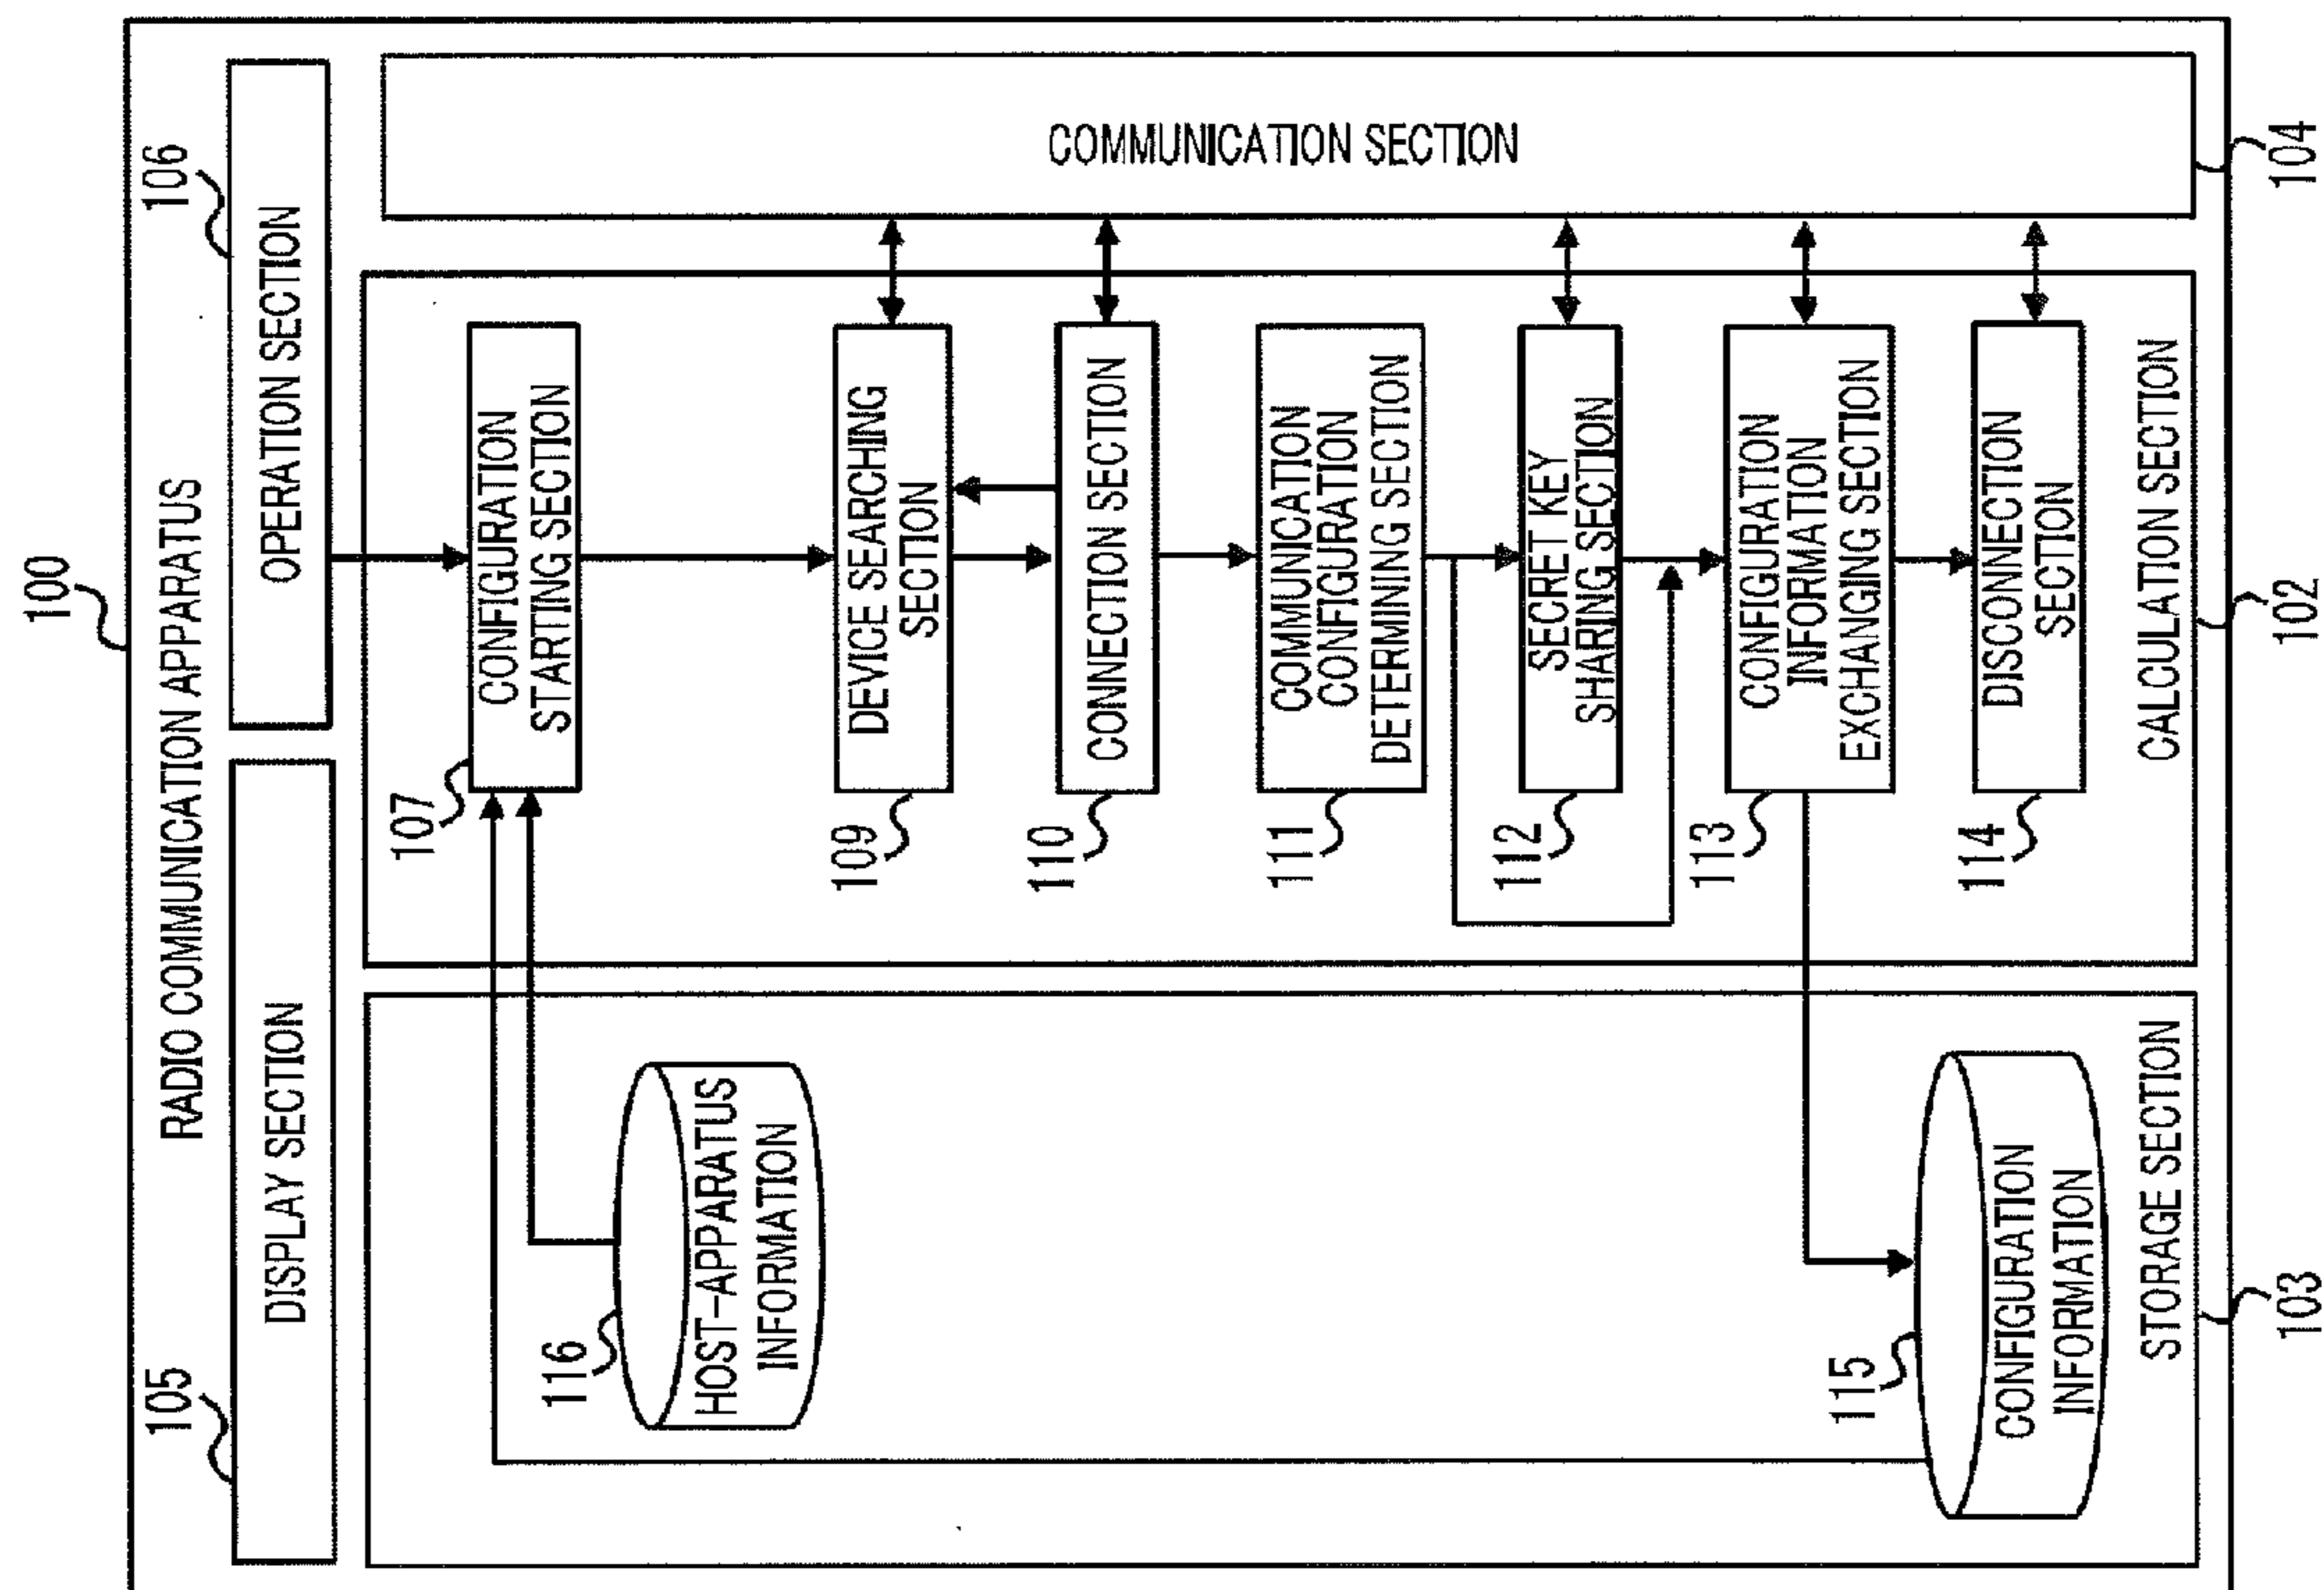 100
RADIO COMMUNICATION APPARATUS
105
DISPLAY SECTION
106
OPERATION SECTION
107
CONFIGURATION
STARTING SECTION
116
HOST-APPARATUS
INFORMATION
109
DEVICE SEARCHING
SECTION
110
CONNECTION SECTION
111
COMMUNICATION
CONFIGURATION
DETERMINING SECTION
112
SECRET KEY
SHARING SECTION
113
CONFIGURATION
INFORMATION
EXCHANGING SECTION
114
DISCONNECTION
SECTION
115
CONFIGURATION
INFORMATION
COMMUNICATION SECTION
STORAGE SECTION
CALCULATION SECTION
103
102
104